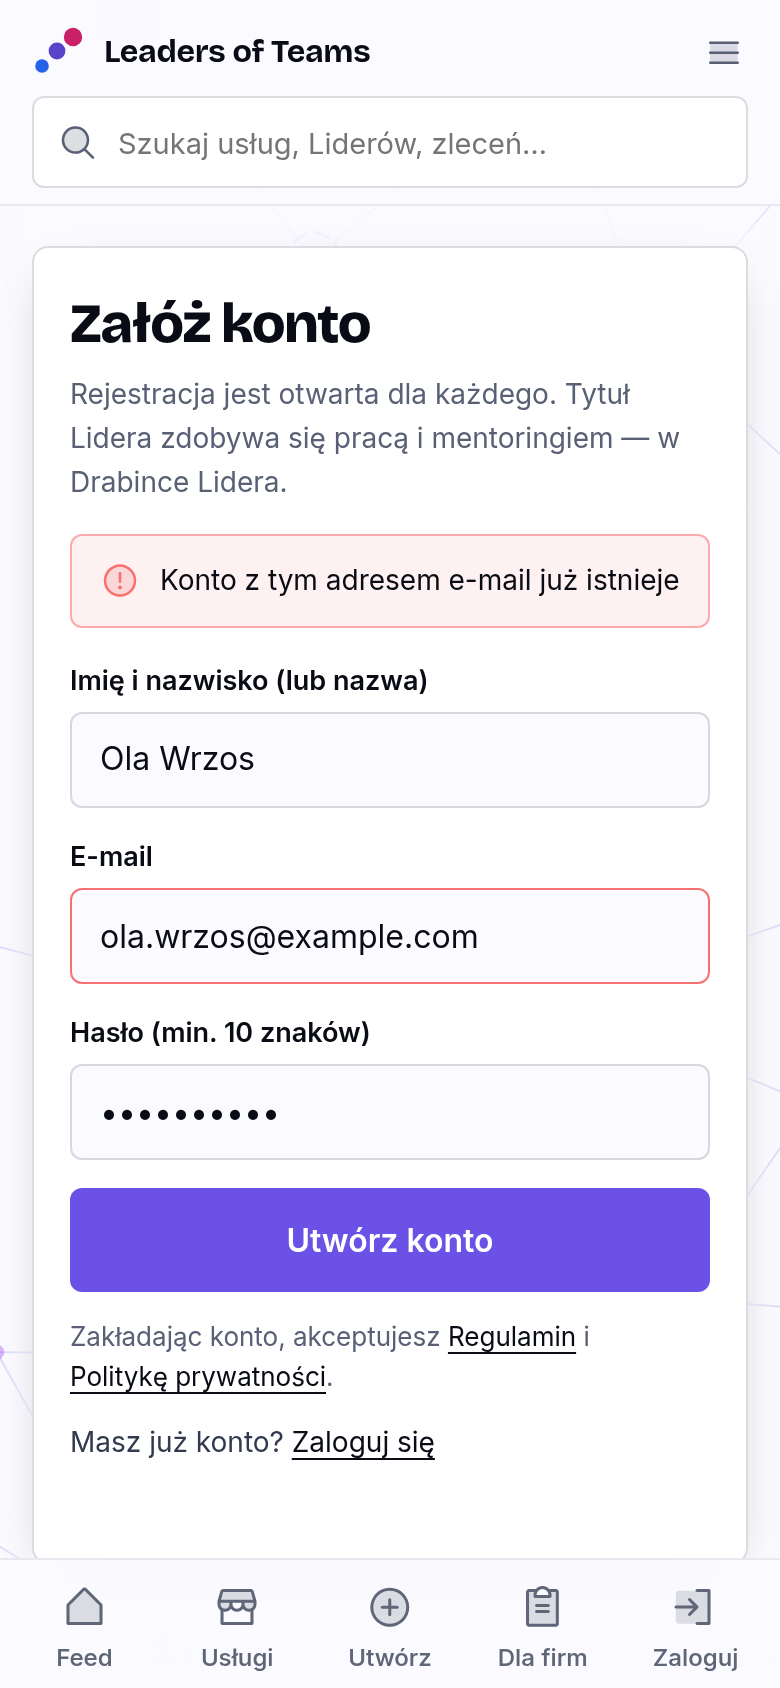 Leaders of Teams
Szukaj usług, Liderów, zleceń...
Załóż konto
Rejestracja jest otwarta dla każdego. Tytuł
Lidera zdobywa się pracą i mentoringiem — w
Drabince Lidera.
Konto z tym adresem e-mail już istnieje
Imię i nazwisko (lub nazwa)
Ola Wrzos
E-mail
ola.wrzos@example.com
Hasło (min. 10 znaków)
••••••••••
Utwórz konto
Zakładając konto, akceptujesz Regulamin i
Politykę prywatności.
Masz już konto? Zaloguj się
Feed
Usługi
Utwórz
Dla firm
Zaloguj